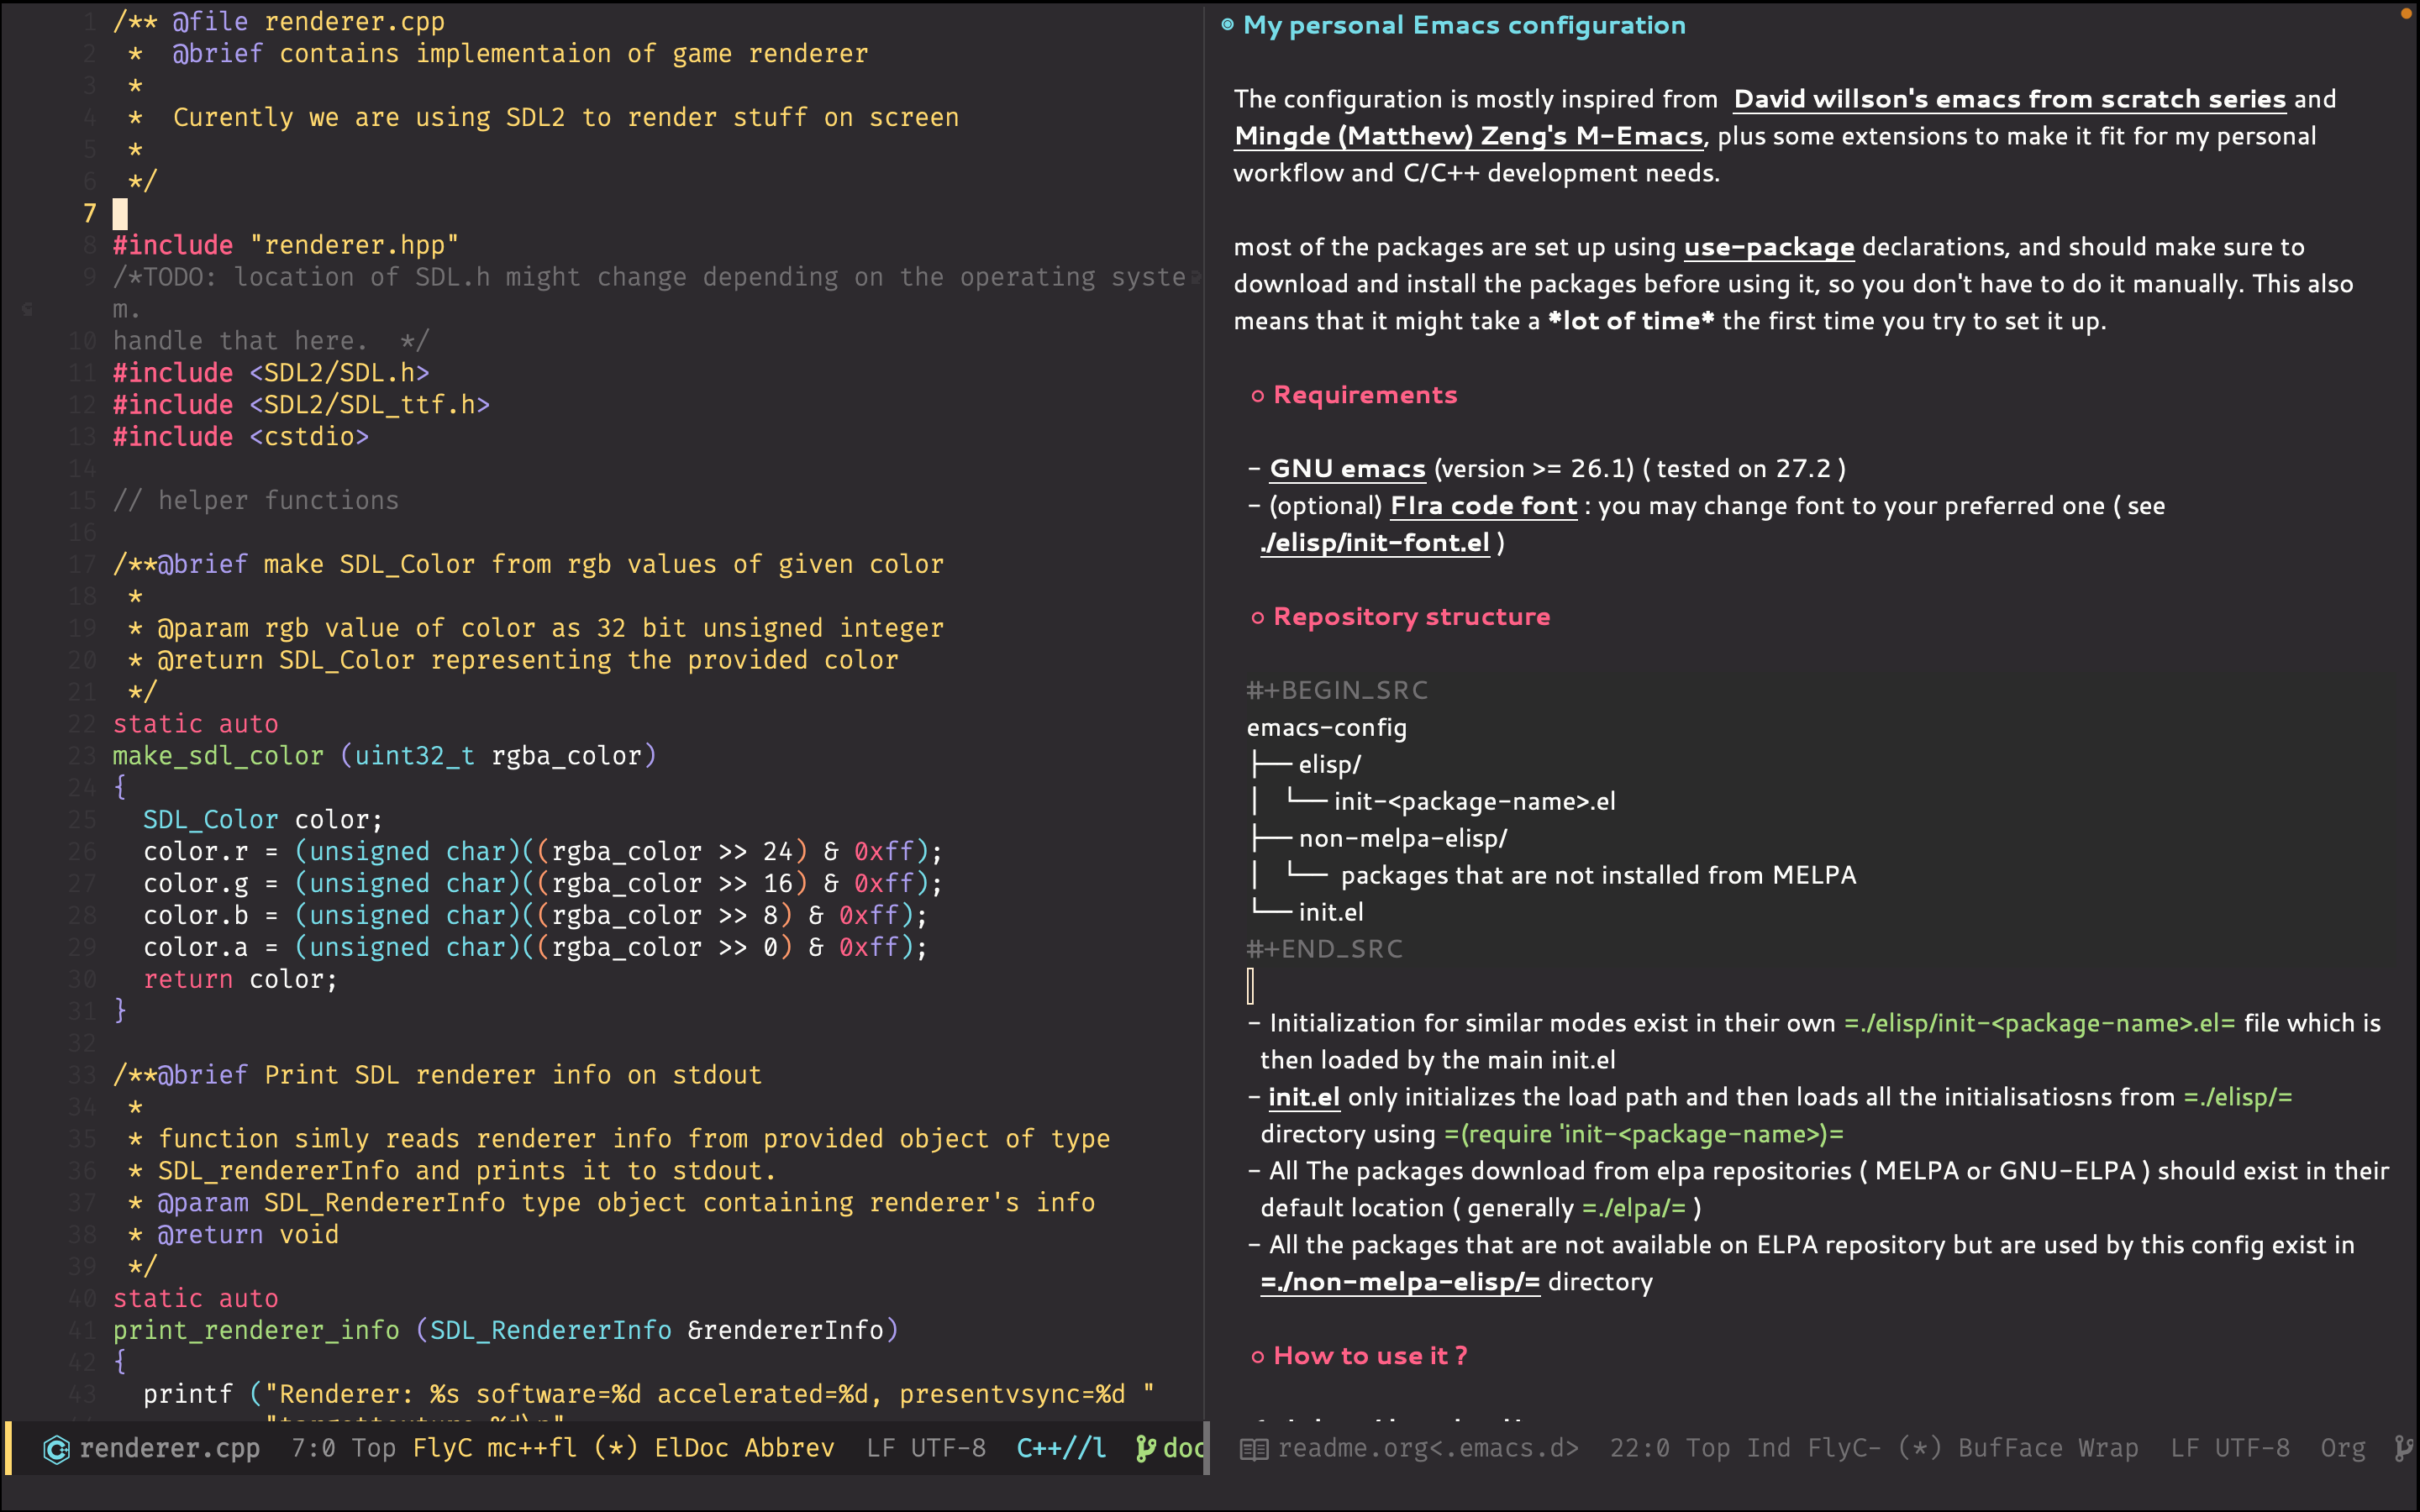 1 /** @file renderer.cpp
2  *  @brief contains implementaion of game renderer
3  *
4  *  Curently we are using SDL2 to render stuff on screen
5  *
6  */
7
8 #include "renderer.hpp"
9 /*TODO: location of SDL.h might change depending on the operating syste
m.
10 handle that here.  */
11 #include <SDL2/SDL.h>
12 #include <SDL2/SDL_ttf.h>
13 #include <cstdio>
14
15 // helper functions
16
17 /**@brief make SDL_Color from rgb values of given color
18  *
19  * @param rgb value of color as 32 bit unsigned integer
20  * @return SDL_Color representing the provided color
21  */
22 static auto
23 make_sdl_color (uint32_t rgba_color)
24 {
25   SDL_Color color;
26   color.r = (unsigned char)((rgba_color >> 24) & 0xff);
27   color.g = (unsigned char)((rgba_color >> 16) & 0xff);
28   color.b = (unsigned char)((rgba_color >> 8) & 0xff);
29   color.a = (unsigned char)((rgba_color >> 0) & 0xff);
30   return color;
31 }
32
33 /**@brief Print SDL renderer info on stdout
34  *
35  * function simly reads renderer info from provided object of type
36  * SDL_rendererInfo and prints it to stdout.
37  * @param SDL_RendererInfo type object containing renderer's info
38  * @return void
39  */
40 static auto
41 print_renderer_info (SDL_RendererInfo &rendererInfo)
42 {
43   printf ("Renderer: %s software=%d accelerated=%d, presentvsync=%d "
renderer.cpp 7:0 Top FlyC mc++fl (*) ElDoc Abbrev LF UTF-8 C++//l doc
My personal Emacs configuration
The configuration is mostly inspired from David willson's emacs from scratch series and
Mingde (Matthew) Zeng's M-Emacs, plus some extensions to make it fit for my personal
workflow and C/C++ development needs.
most of the packages are set up using use-package declarations, and should make sure to
download and install the packages before using it, so you don't have to do it manually. This also
means that it might take a *lot of time* the first time you try to set it up.
Requirements
- GNU emacs (version >= 26.1) ( tested on 27.2 )
- (optional) FIra code font : you may change font to your preferred one ( see
./elisp/init-font.el )
Repository structure
#+BEGIN_SRC
emacs-config
├── elisp/
│   └── init-<package-name>.el
├── non-melpa-elisp/
│   └── packages that are not installed from MELPA
└── init.el
#+END_SRC
- Initialization for similar modes exist in their own =./elisp/init-<package-name>.el= file which is
then loaded by the main init.el
- init.el only initializes the load path and then loads all the initialisatiosns from =./elisp/=
directory using =(require 'init-<package-name>)=
- All The packages download from elpa repositories ( MELPA or GNU-ELPA ) should exist in their
default location ( generally =./elpa/= )
- All the packages that are not available on ELPA repository but are used by this config exist in
=./non-melpa-elisp/= directory
How to use it ?
readme.org<.emacs.d> 22:0 Top Ind FlyC- (*) BufFace Wrap LF UTF-8 Org